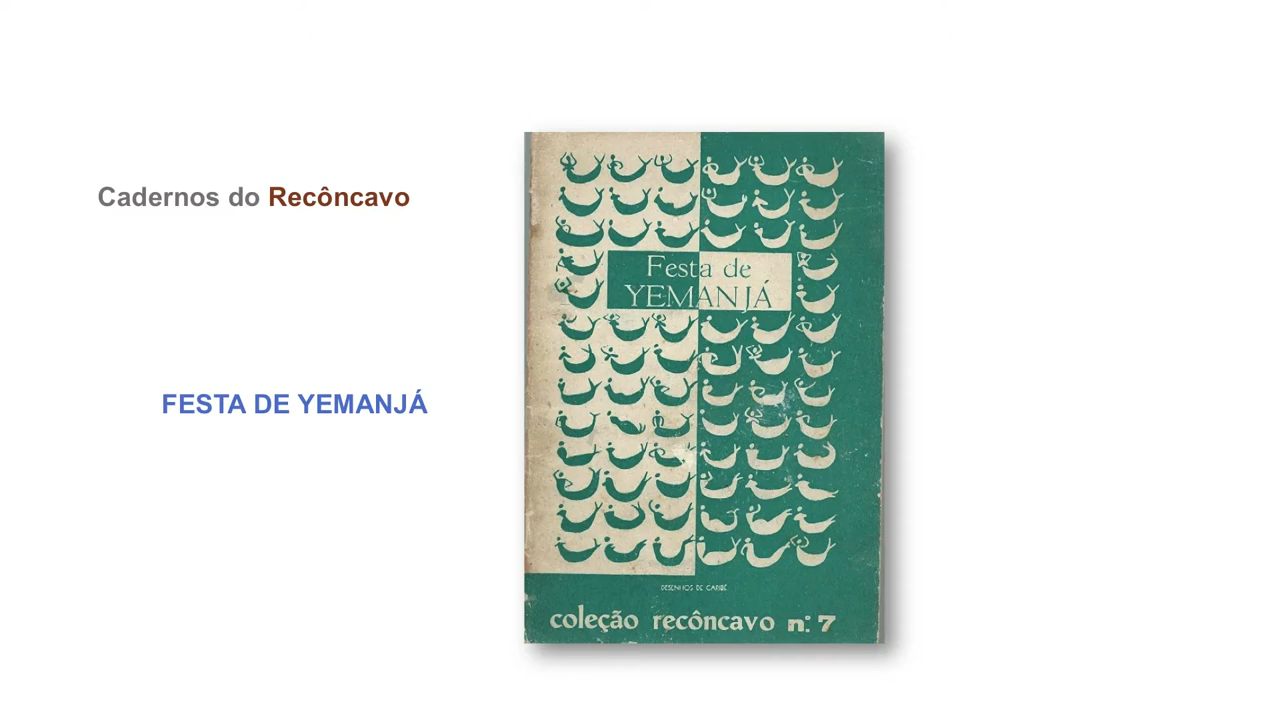 Cadernos do Recôncavo
FESTA DE YEMANJÁ
Festa de
YEMANJÁ
DESENHOS DE CARIBÉ
coleção recôncavo n.º 7